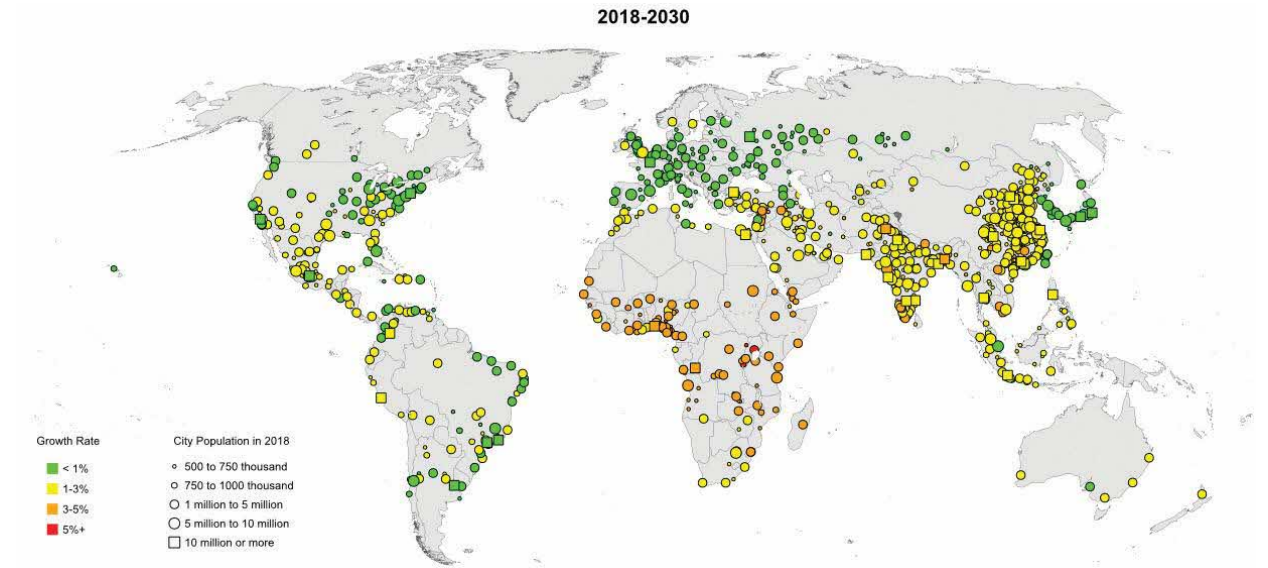 2018-2030
Growth Rate
< 1%
1-3%
3-5%
5%+
City Population in 2018
500 to 750 thousand
750 to 1000 thousand
1 million to 5 million
5 million to 10 million
10 million or more